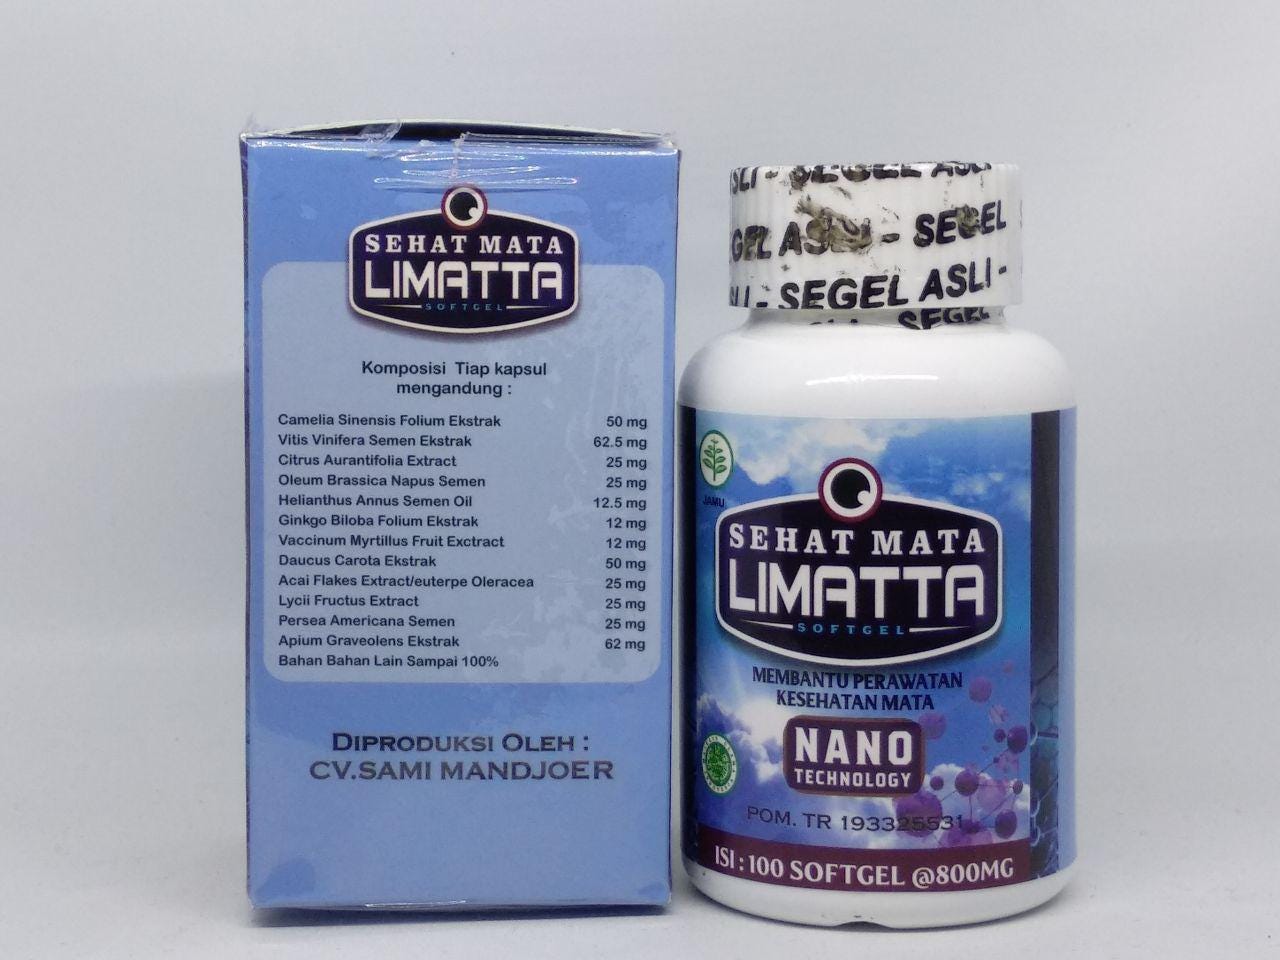 SEHAT MATA
LIMATTA
SOFTGEL
Komposisi Tiap kapsul
mengandung :
Camelia Sinensis Folium Ekstrak 50 mg
Vitis Vinifera Semen Ekstrak 62.5 mg
Citrus Aurantifolia Extract 25 mg
Oleum Brassica Napus Semen 25 mg
Helianthus Annus Semen Oil 12.5 mg
Ginkgo Biloba Folium Ekstrak 12 mg
Vaccinum Myrtillus Fruit Exctract 12 mg
Daucus Carota Ekstrak 50 mg
Acai Flakes Extract/euterpe Oleracea 25 mg
Lycii Fructus Extract 25 mg
Persea Americana Semen 25 mg
Apium Graveolens Ekstrak 62 mg
Bahan Bahan Lain Sampai 100%
DIPRODUKSI OLEH :
CV.SAMI MANDJOER
SEGEL ASLI
- SEGEL
- SEGEL ASLI -
SEGEL
JAMU
SEHAT MATA
LIMATTA
SOFTGEL
MEMBANTU PERAWATAN
KESEHATAN MATA
NANO
TECHNOLOGY
POM. TR 193325531
ISI : 100 SOFTGEL @800MG